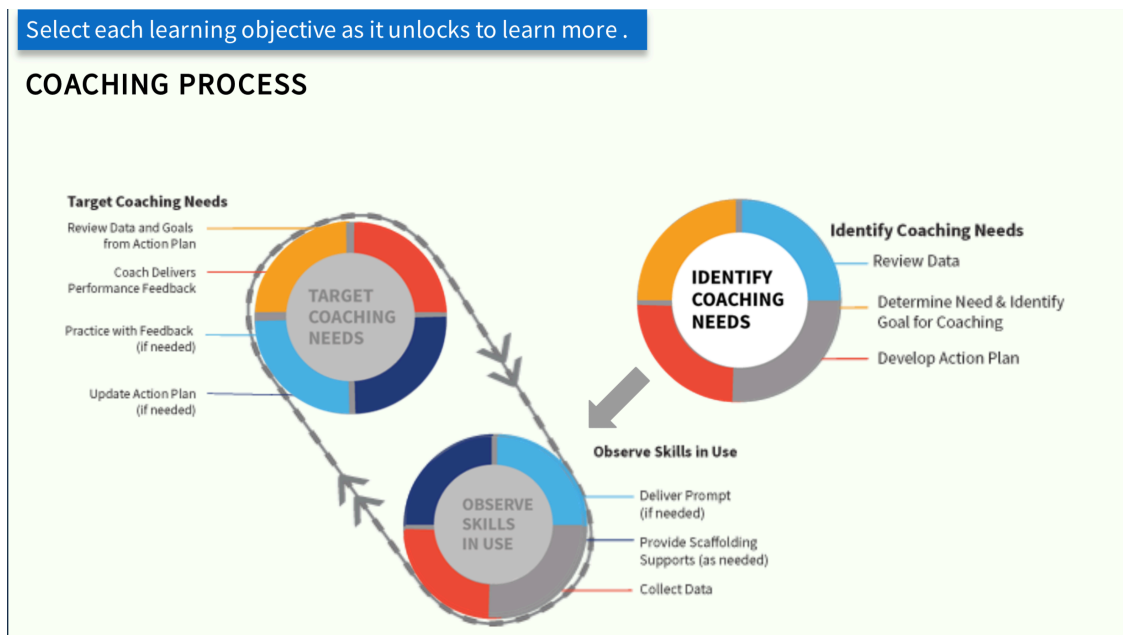 Select each learning objective as it unlocks to learn more .
COACHING PROCESS
Target Coaching Needs
Review Data and Goals
from Action Plan
Coach Delivers
Performance Feedback
Practice with Feedback
(if needed)
Update Action Plan
(if needed)
TARGET
COACHING
NEEDS
IDENTIFY
COACHING
NEEDS
Identify Coaching Needs
Review Data
Determine Need & Identify
Goal for Coaching
Develop Action Plan
OBSERVE
SKILLS
IN USE
Observe Skills in Use
Deliver Prompt
(if needed)
Provide Scaffolding
Supports (as needed)
Collect Data